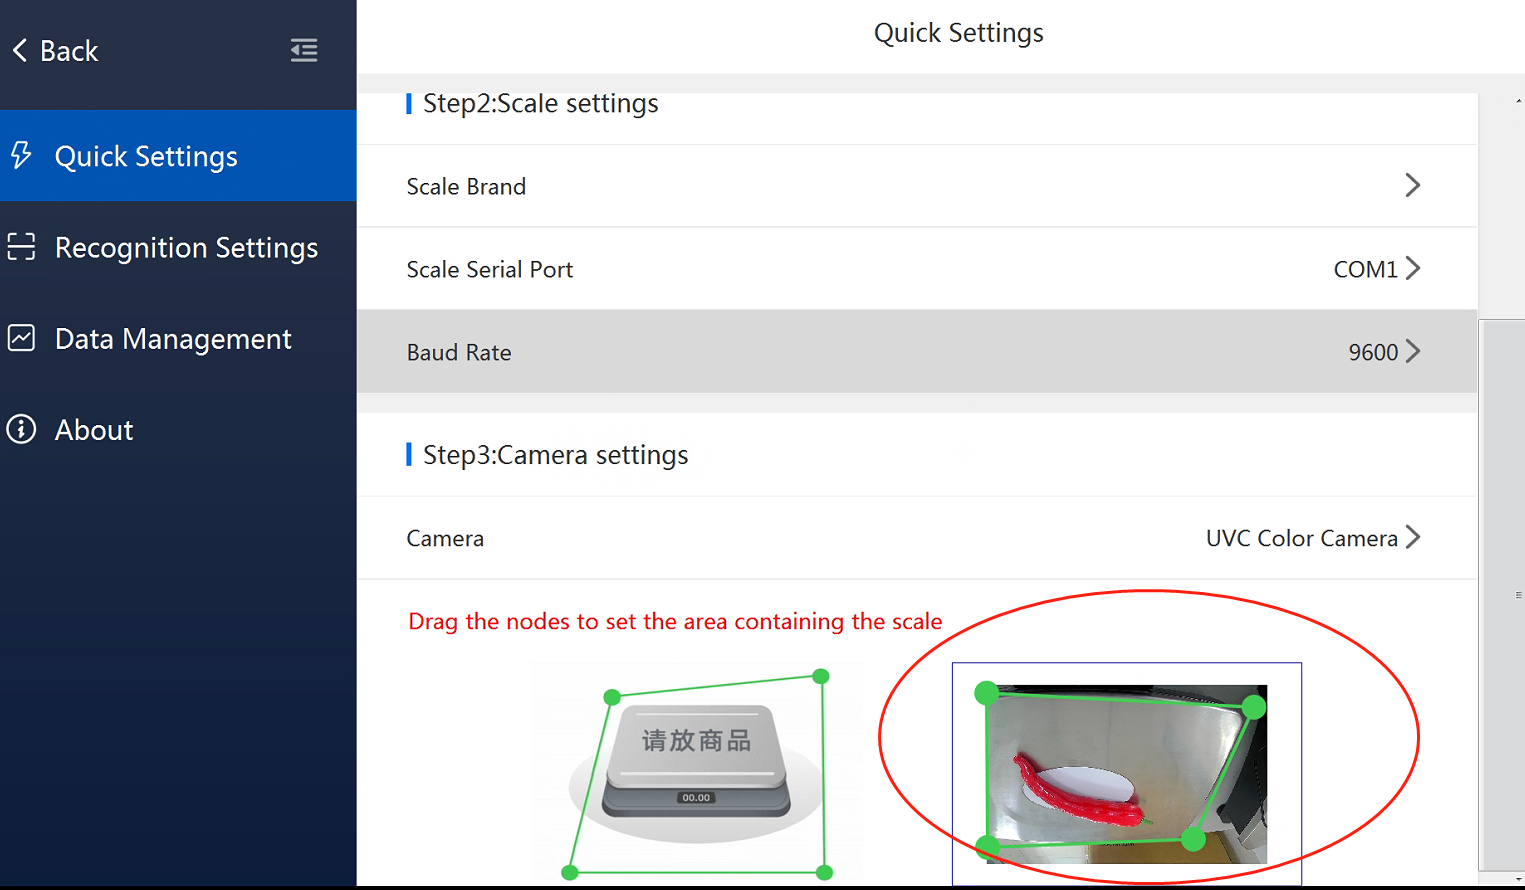 Back
Quick Settings
Recognition Settings
Data Management
About
Quick Settings
Step2:Scale settings
Scale Brand
Scale Serial Port COM1
Baud Rate 9600
Step3:Camera settings
Camera UVC Color Camera
Drag the nodes to set the area containing the scale
请放商品
00.00